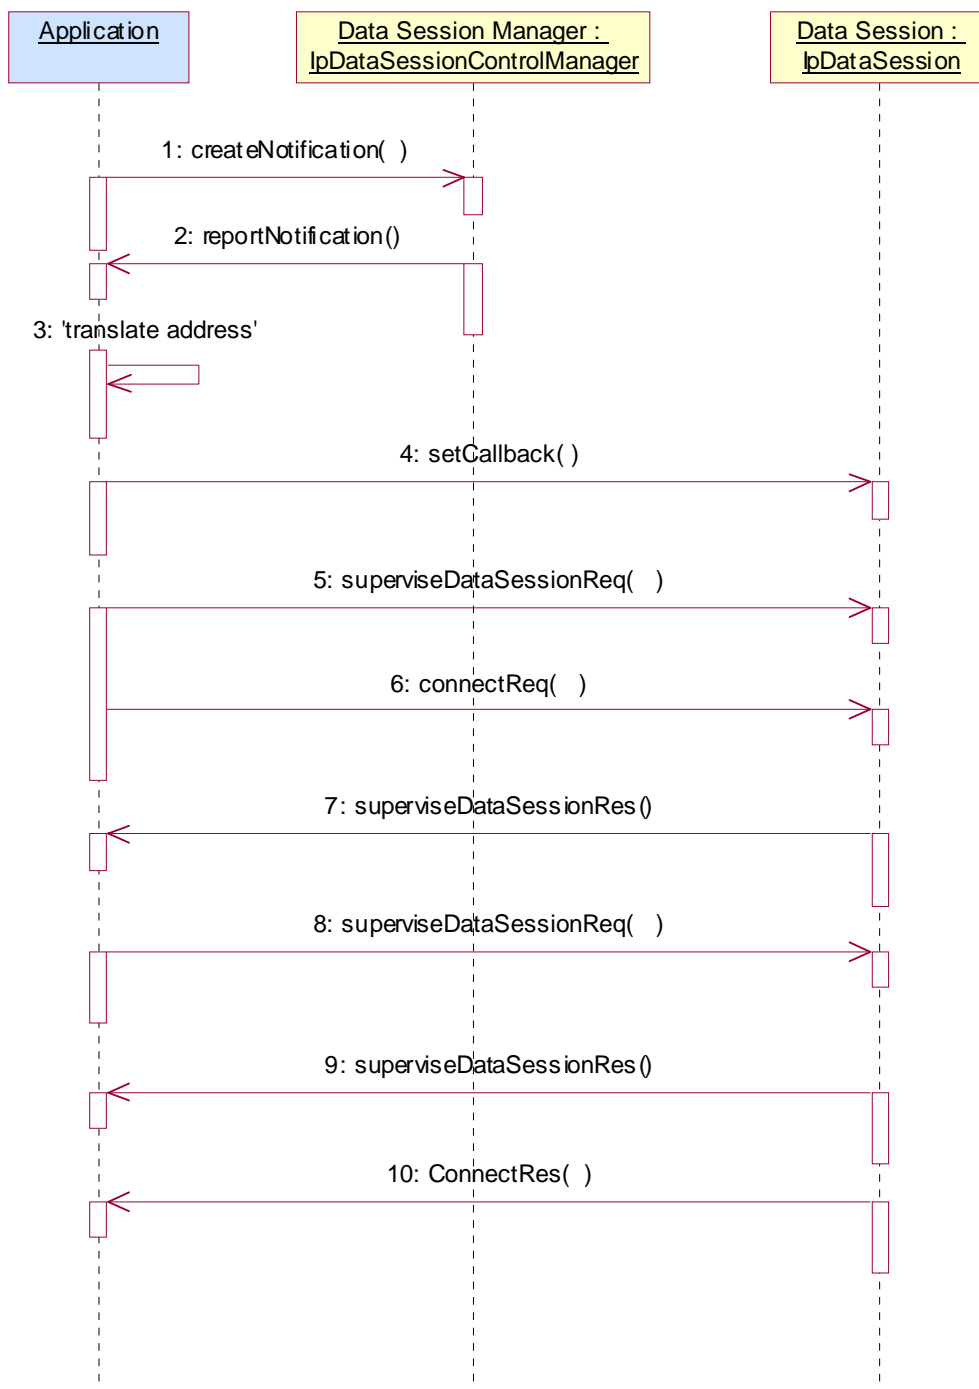 Application
Data Session Manager :
IpDataSessionControlManager
Data Session :
IpDataSession
1: createNotification( )
2: reportNotification()
3: 'translate address'
4: setCallback( )
5: superviseDataSessionReq( )
6: connectReq( )
7: superviseDataSessionRes()
8: superviseDataSessionReq( )
9: superviseDataSessionRes()
10: ConnectRes( )